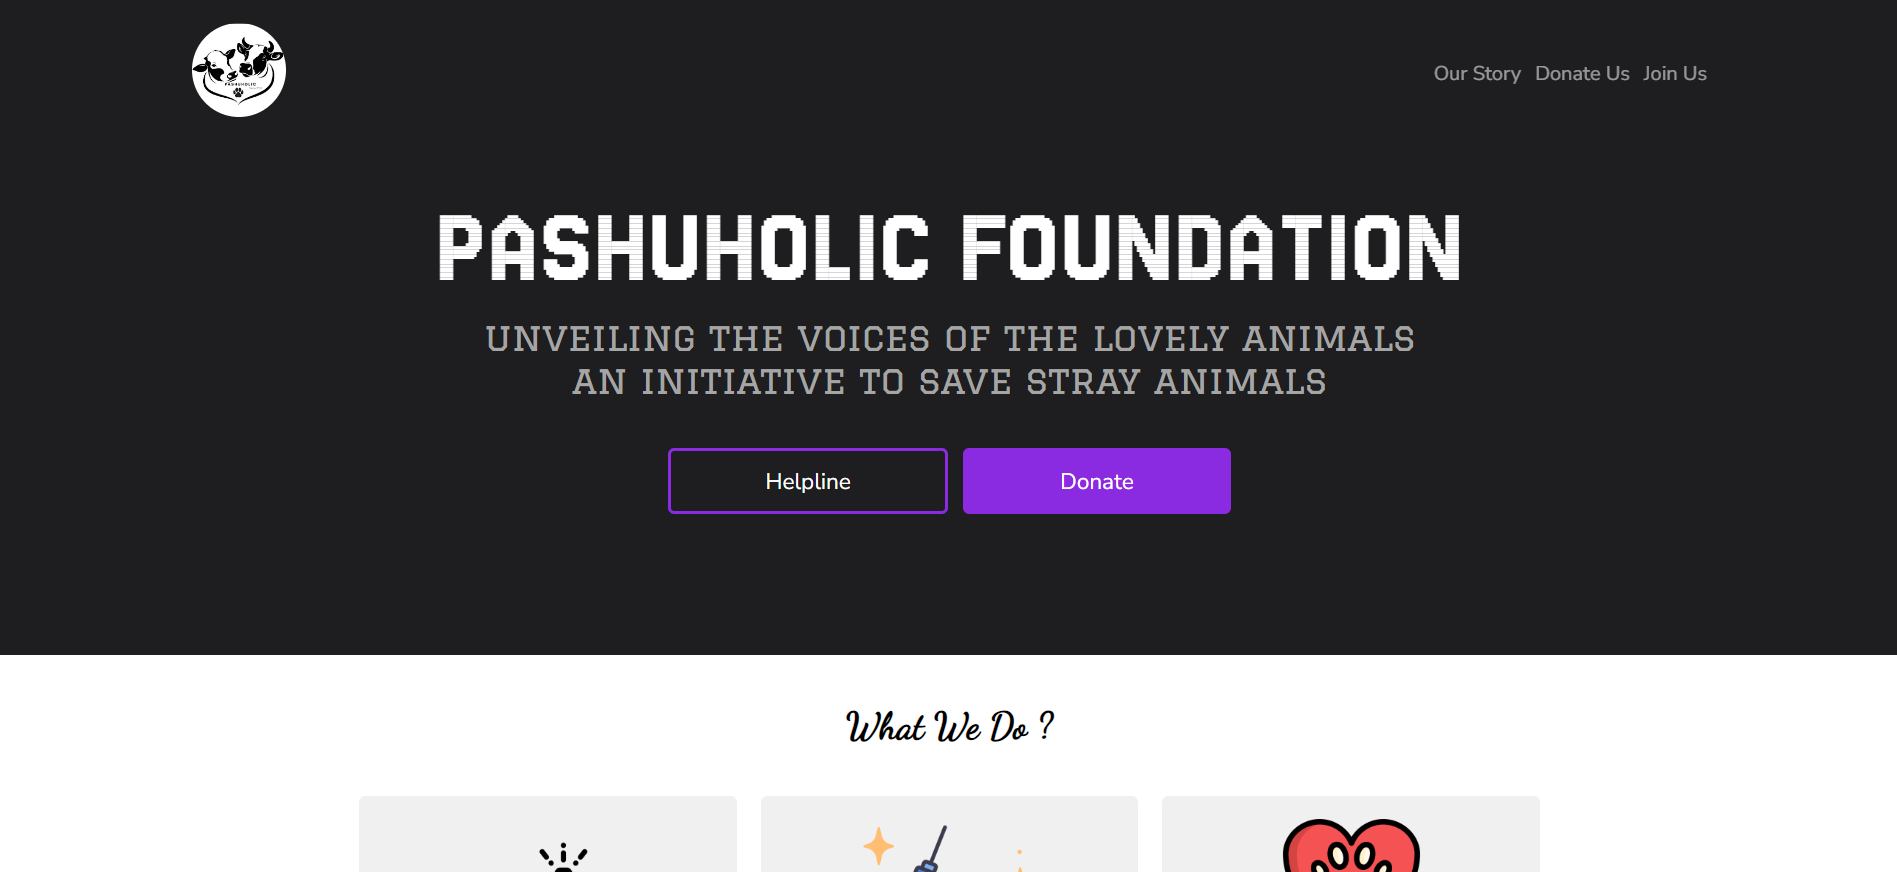 PASHUHOLIC
Our Story Donate Us Join Us
PASHUHOLIC FOUNDATION
UNVEILING THE VOICES OF THE LOVELY ANIMALS
AN INITIATIVE TO SAVE STRAY ANIMALS
Helpline Donate
What We Do ?